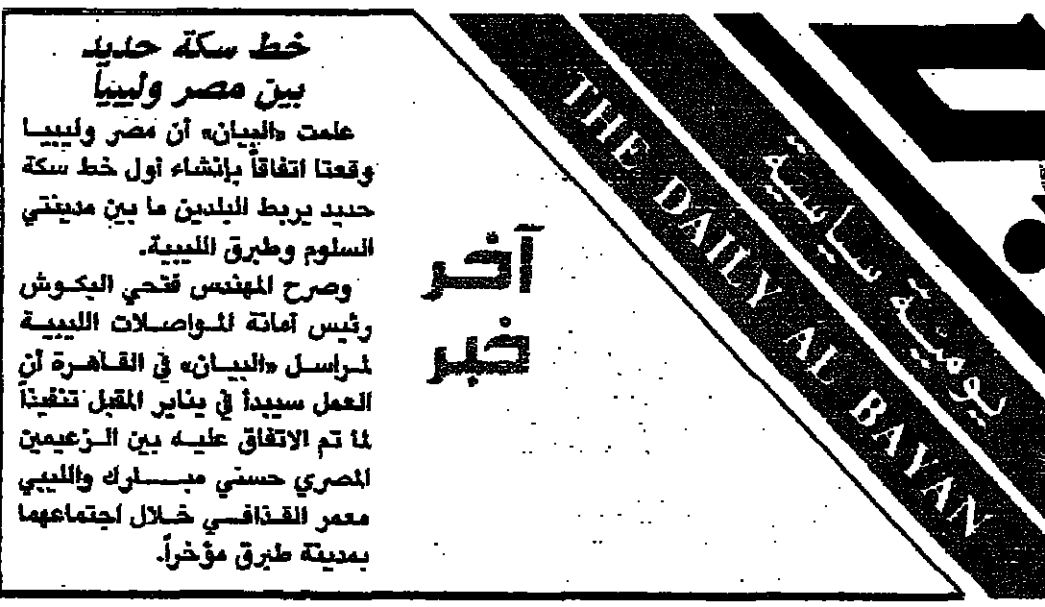 خط سكة حديد
بين مصر وليبيا
علمت «البيان» أن مصر وليبيا
وقعتا اتفاقاً بإنشاء أول خط سكة
حديد يربط البلدين ما بين مدينتي
السلوم وطبرق الليبية.
وصرح المهندس فتحي البكوش
رئيس أمانة للمواصلات الليبية
لمراسل «البيان» في القاهرة أن
العمل سيبدأ في يناير المقبل تنفيذاً
لما تم الاتفاق عليه بين الزعيمين
المصري حسني مبارك والليبي
معمر القذافي خلال اجتماعهما
بمدينة طبرق مؤخراً.
آخر
خبر
THE DAILY AL BAYAN
يومية سياسية